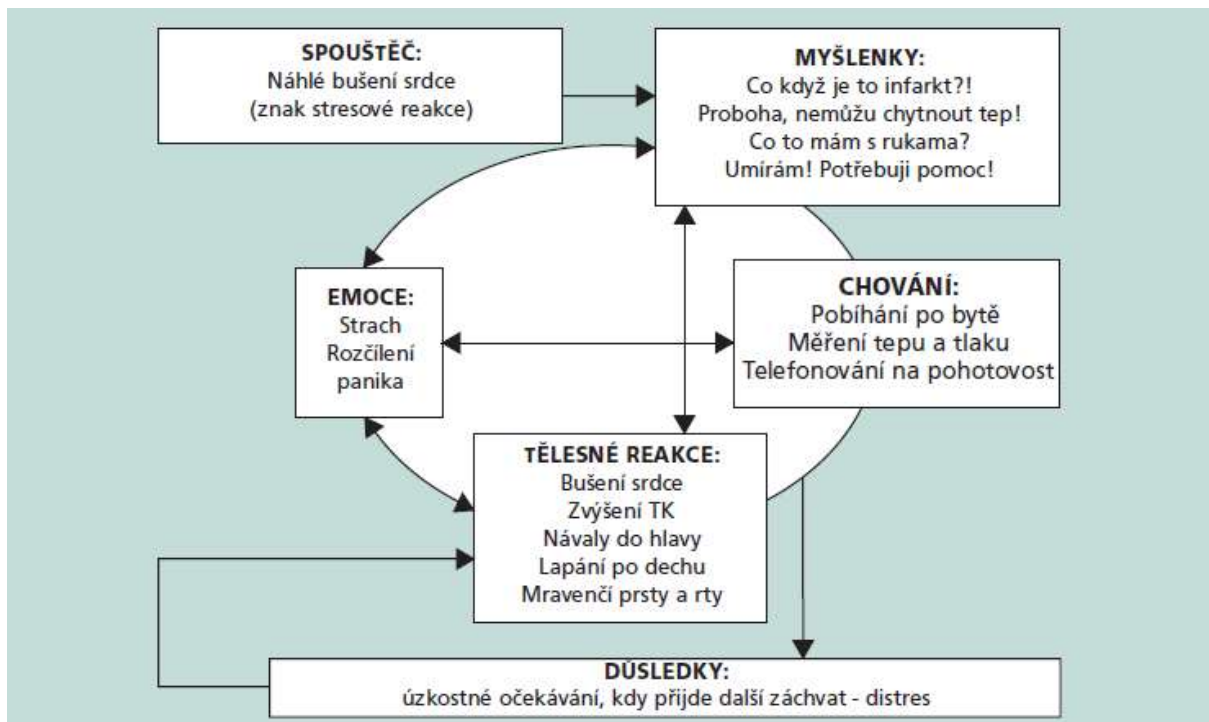 SPOUŠTĚČ:
Náhlé bušení srdce
(znak stresové reakce)
MYŠLENKY:
Co když je to infarkt?!
Proboha, nemůžu chytnout tep!
Co to mám s rukama?
Umírám! Potřebuji pomoc!
EMOCE:
Strach
Rozčílení
panika
CHOVÁNÍ:
Pobíhání po bytě
Měření tepu a tlaku
Telefonování na pohotovost
TĚLESNÉ REAKCE:
Bušení srdce
Zvýšení TK
Návaly do hlavy
Lapání po dechu
Mravenčí prsty a rty
DŮSLEDKY:
úzkostné očekávání, kdy přijde další záchvat - distres